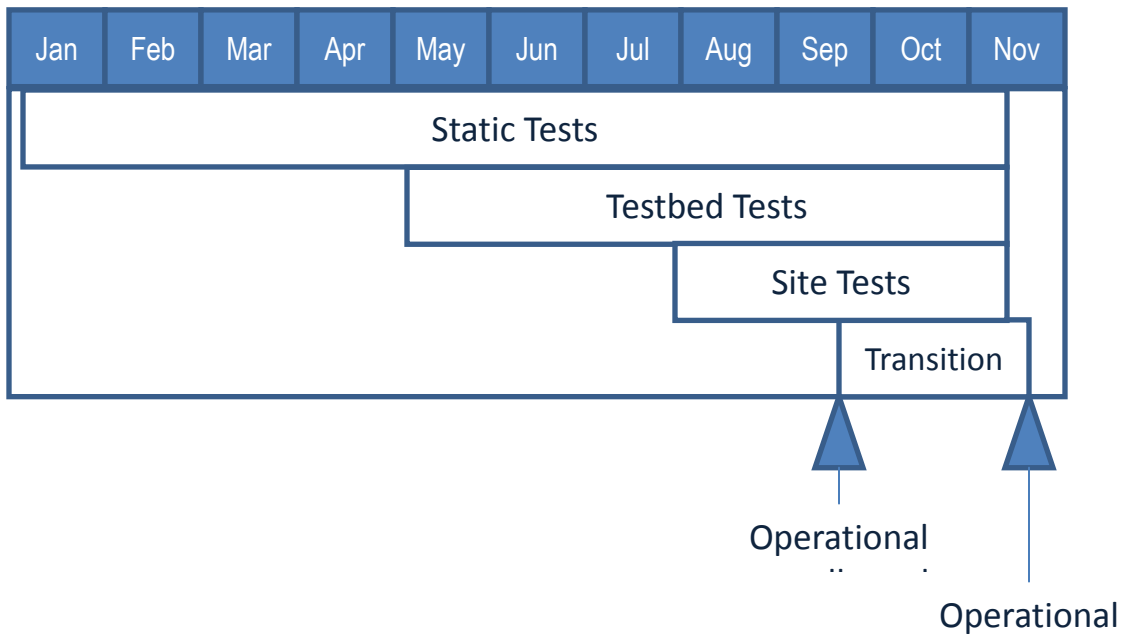 Jan Feb Mar Apr May Jun Jul Aug Sep Oct Nov
Static Tests
Testbed Tests
Site Tests
Transition
Operational
Operational